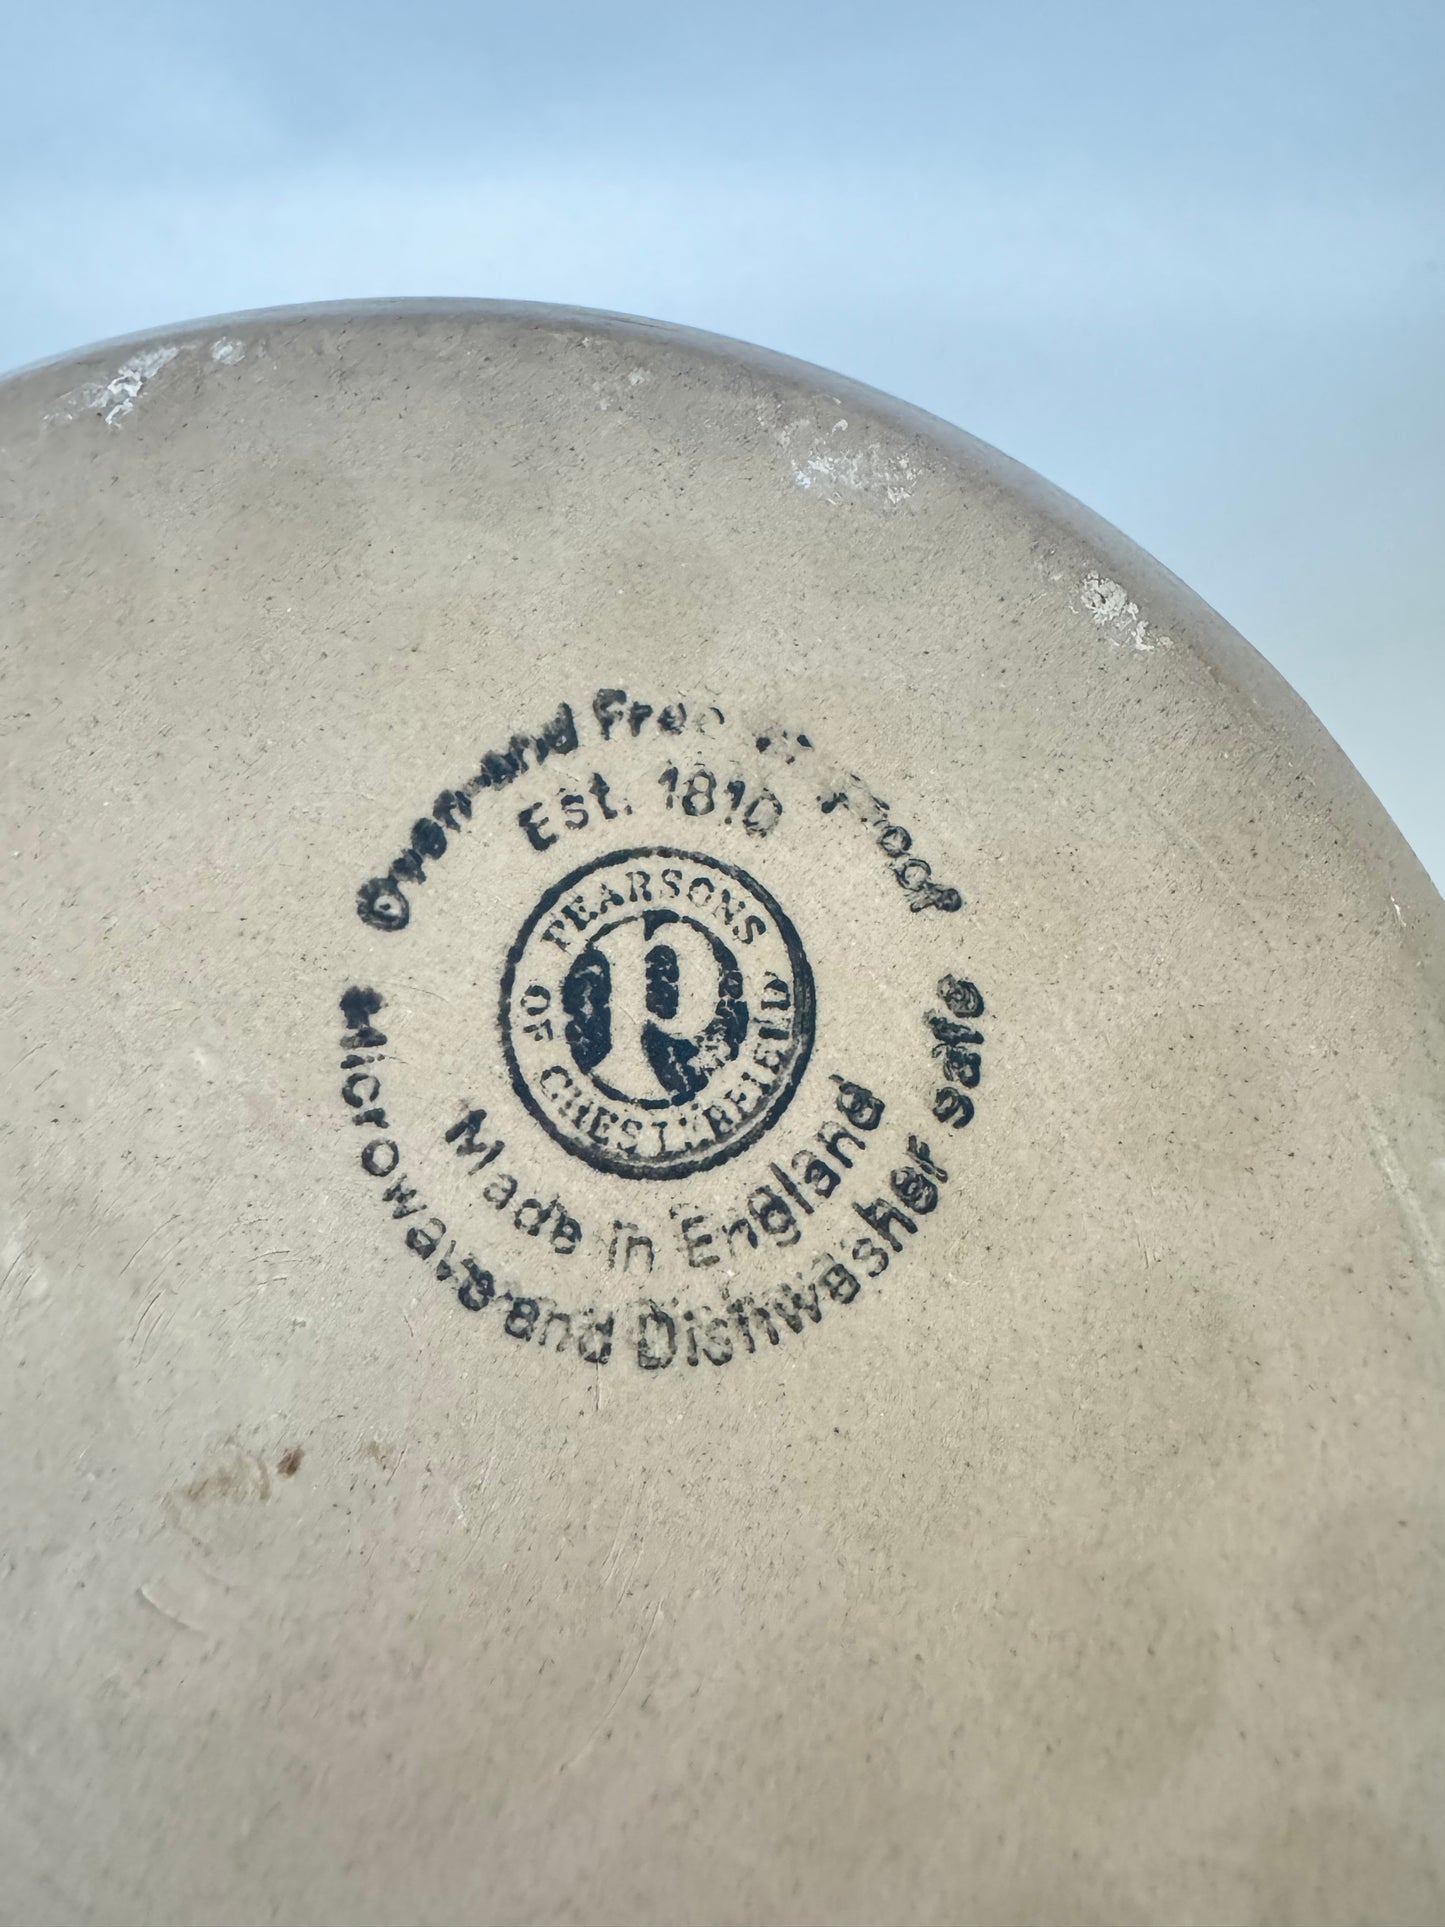 Oven and Freezer Proof
Est. 1810
PEARSONS
OF CHESTERFIELD
P
Made in England
Microwave and Dishwasher safe